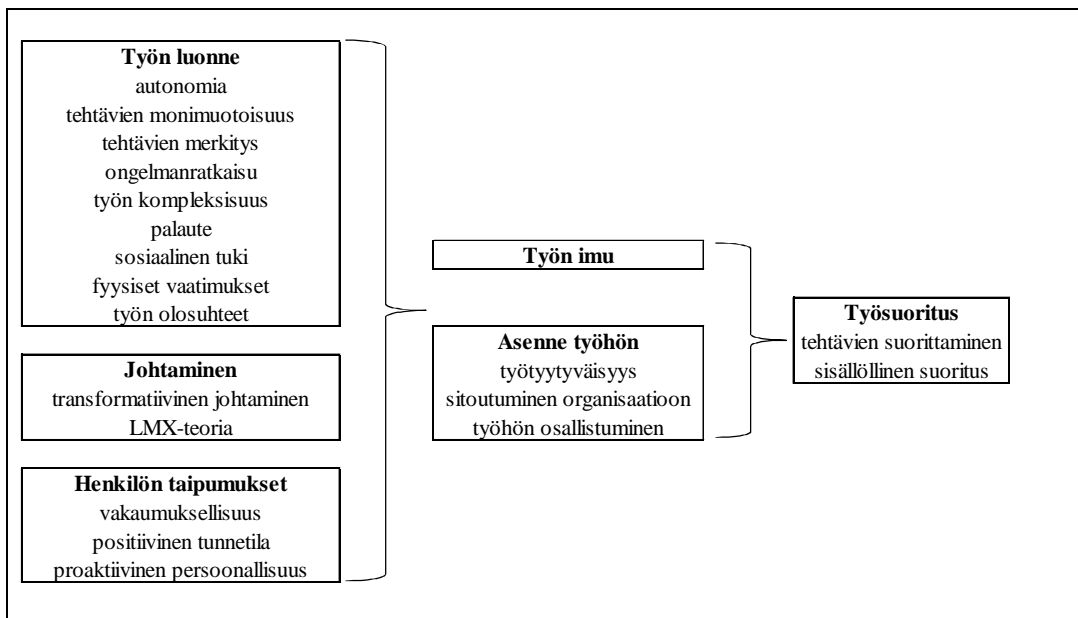 Työn luonne
autonomia
tehtävien monimuotoisuus
tehtävien merkitys
ongelmanratkaisu
työn kompleksisuus
palaute
sosiaalinen tuki
fyysiset vaatimukset
työn olosuhteet
Johtaminen
transformatiivinen johtaminen
LMX-teoria
Henkilön taipumukset
vakaumuksellisuus
positiivinen tunnetila
proaktiivinen persoonallisuus
Työn imu
Asenne työhön
työtyytyväisyys
sitoutuminen organisaatioon
työhön osallistuminen
Työsuoritus
tehtävien suorittaminen
sisällöllinen suoritus